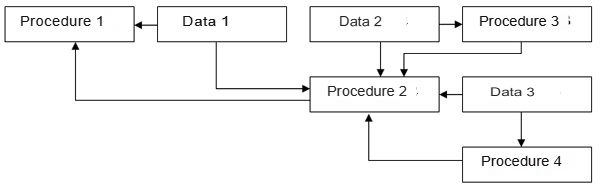 Procedure 1
Data 1
Data 2
Procedure 3
Procedure 2
Data 3
Procedure 4